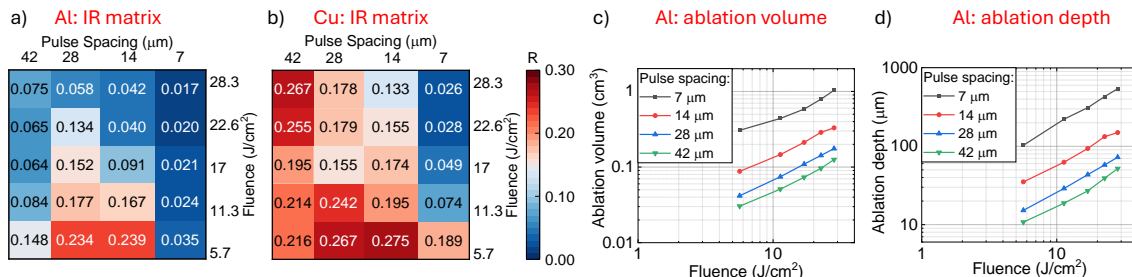 a) Al: IR matrix
Pulse Spacing (μm)
42 28 14 7
0.075 0.058 0.042 0.017 28.3
0.065 0.134 0.040 0.020 22.6
0.064 0.152 0.091 0.021 17
0.084 0.177 0.167 0.024 11.3
0.148 0.234 0.239 0.035 5.7
Fluence (J/cm²)
b) Cu: IR matrix
Pulse Spacing (μm)
42 28 14 7
0.267 0.178 0.133 0.026 28.3
0.255 0.179 0.155 0.028 22.6
0.195 0.155 0.174 0.049 17
0.214 0.242 0.195 0.074 11.3
0.216 0.267 0.275 0.189 5.7
Fluence (J/cm²)
R
0.30
0.20
0.10
0.00
c) Al: ablation volume
Ablation volume (cm³)
1
0.1
0.01
Pulse spacing:
7 μm
14 μm
28 μm
42 μm
1 10
Fluence (J/cm²)
d) Al: ablation depth
Ablation depth (μm)
1000
100
10
Pulse spacing:
7 μm
14 μm
28 μm
42 μm
1 10
Fluence (J/cm²)